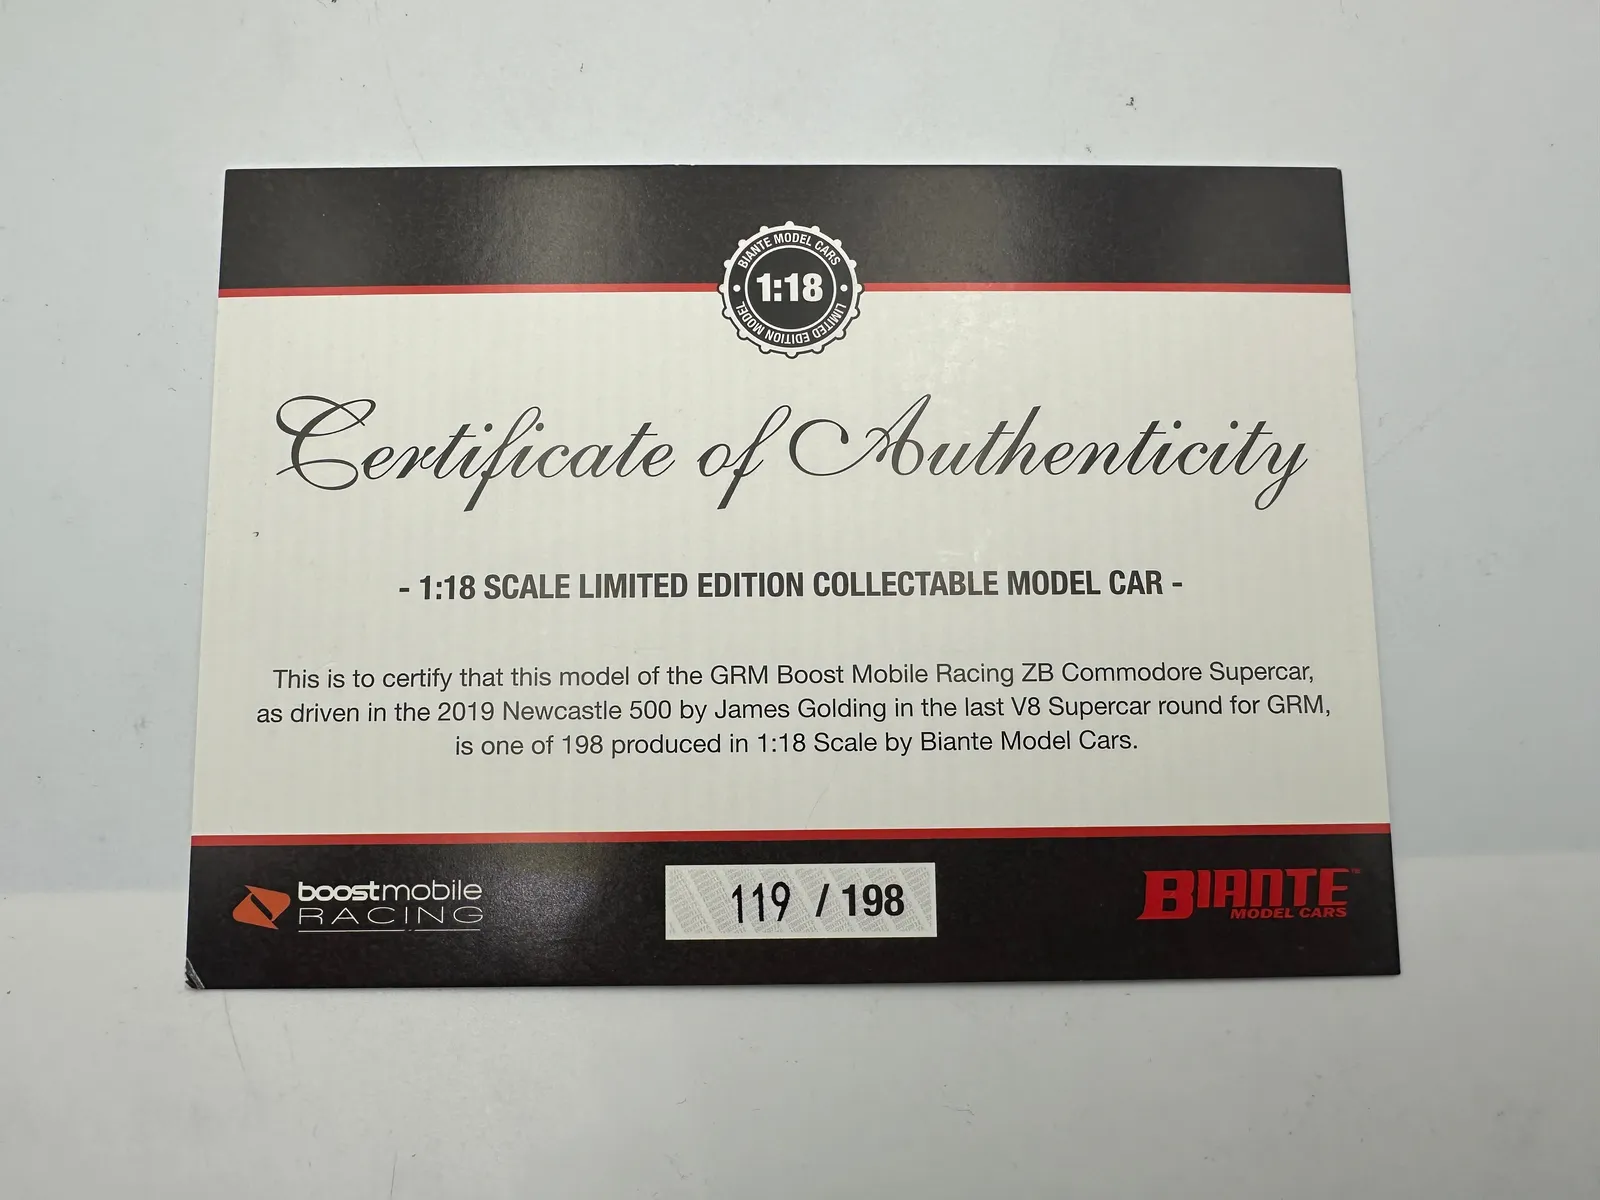 BIANTE MODEL CARS
1:18
LIMITED EDITION MODEL
Certificate of Authenticity
- 1:18 SCALE LIMITED EDITION COLLECTABLE MODEL CAR -
This is to certify that this model of the GRM Boost Mobile Racing ZB Commodore Supercar,
as driven in the 2019 Newcastle 500 by James Golding in the last V8 Supercar round for GRM,
is one of 198 produced in 1:18 Scale by Biante Model Cars.
boostmobile
RACING
119 / 198
BIANTE™
MODEL CARS